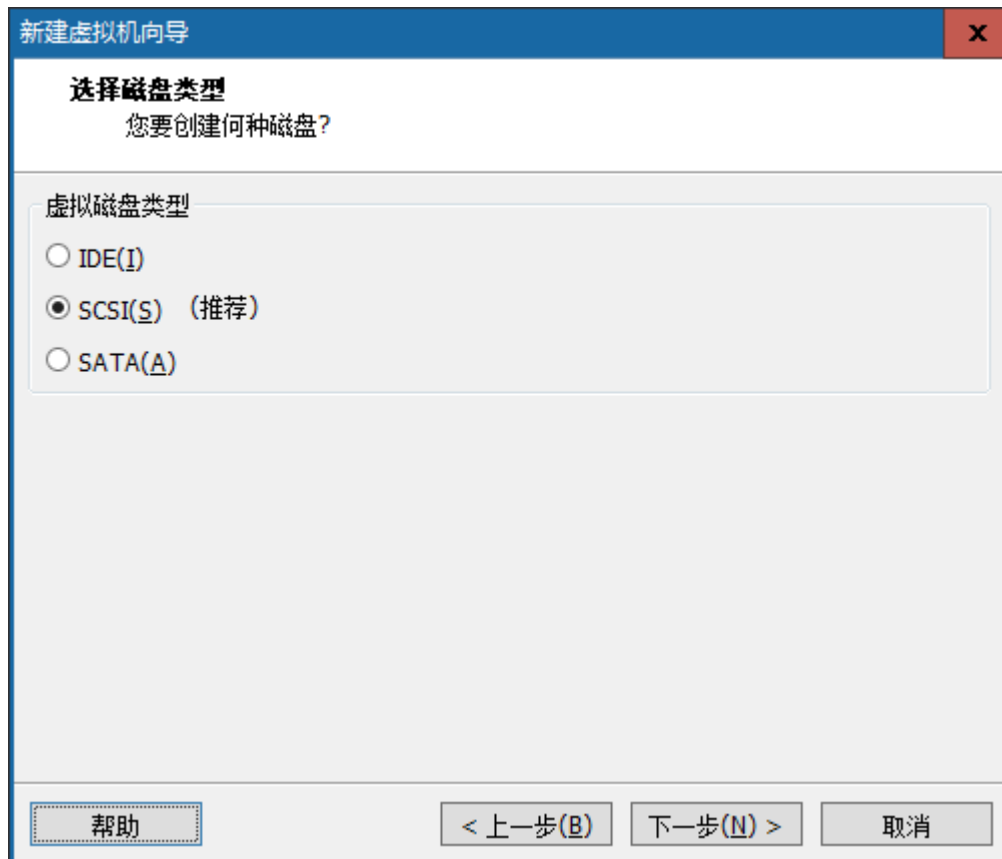 新建虚拟机向导
选择磁盘类型
您要创建何种磁盘?
虚拟磁盘类型
IDE(I)
SCSI(S) (推荐)
SATA(A)
帮助 < 上一步(B) 下一步(N) > 取消